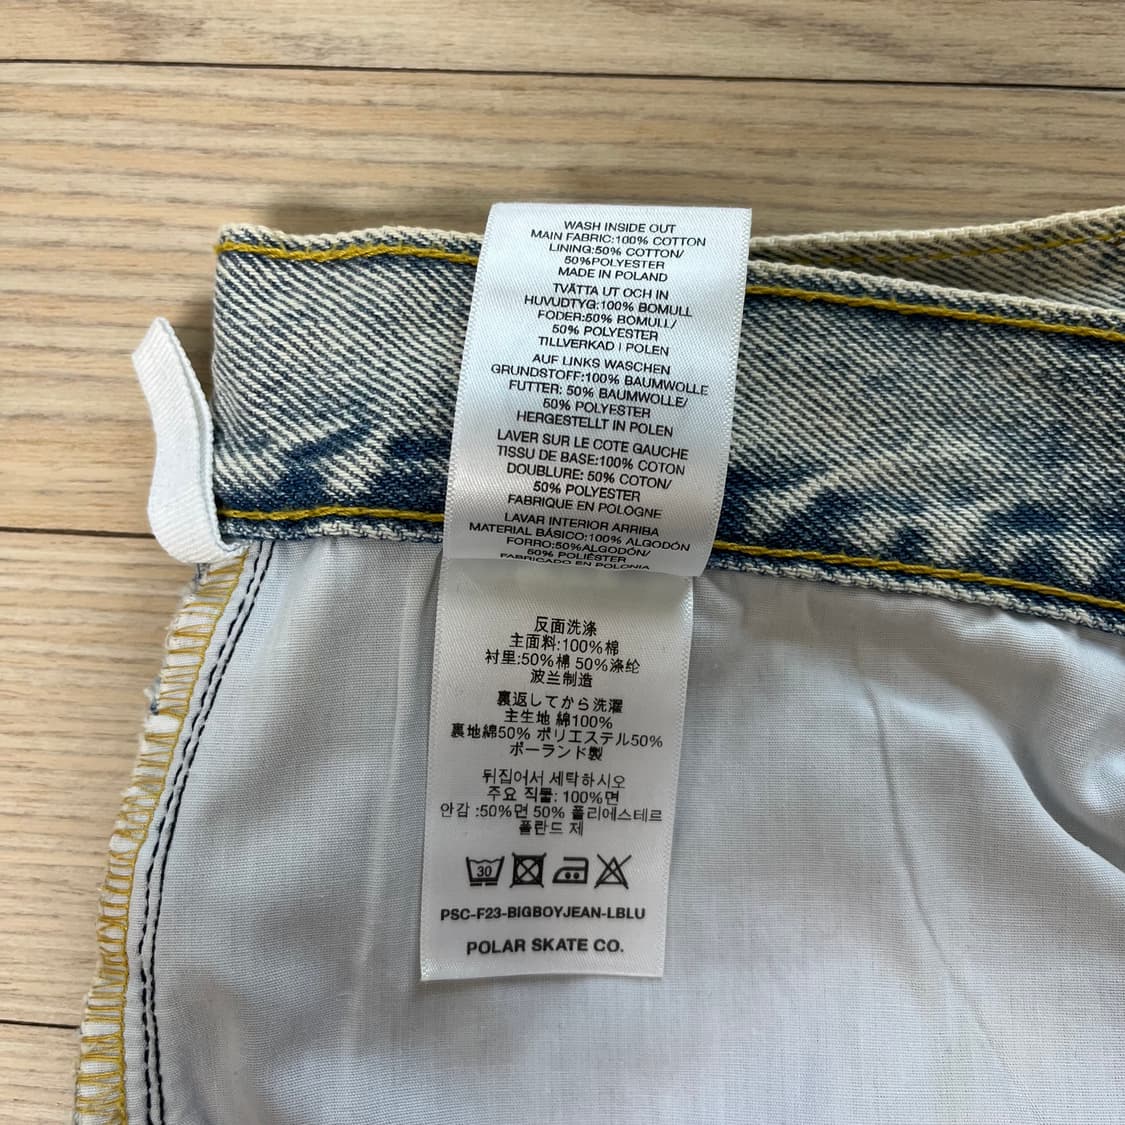 WASH INSIDE OUT
MAIN FABRIC:100% COTTON
LINING:50% COTTON/
50%POLYESTER
MADE IN POLAND
TVÄTTA UT OCH IN
HUVUDTYG:100% BOMULL
FODER:50% BOMULL/
50% POLYESTER
TILLVERKAD I POLEN
AUF LINKS WASCHEN
GRUNDSTOFF:100% BAUMWOLLE
FUTTER: 50% BAUMWOLLE/
50% POLYESTER
HERGESTELLT IN POLEN
LAVER SUR LE COTE GAUCHE
TISSU DE BASE:100% COTON
DOUBLURE: 50% COTON/
50% POLYESTER
FABRIQUE EN POLOGNE
LAVAR INTERIOR ARRIBA
MATERIAL BÁSICO:100% ALGODÓN
FORRO:50%ALGODÓN/
50% POLIÉSTER
FABRICADO EN POLONIA
反面洗涤
主面料:100%棉
衬里:50%棉 50%涤纶
波兰制造
裏返してから洗濯
主生地 綿100%
裏地綿50% ポリエステル50%
ポーランド製
뒤집어서 세탁하시오
주요 직물: 100%면
안감 :50%면 50% 폴리에스테르
폴란드 제
30
PSC-F23-BIGBOYJEAN-LBLU
POLAR SKATE CO.